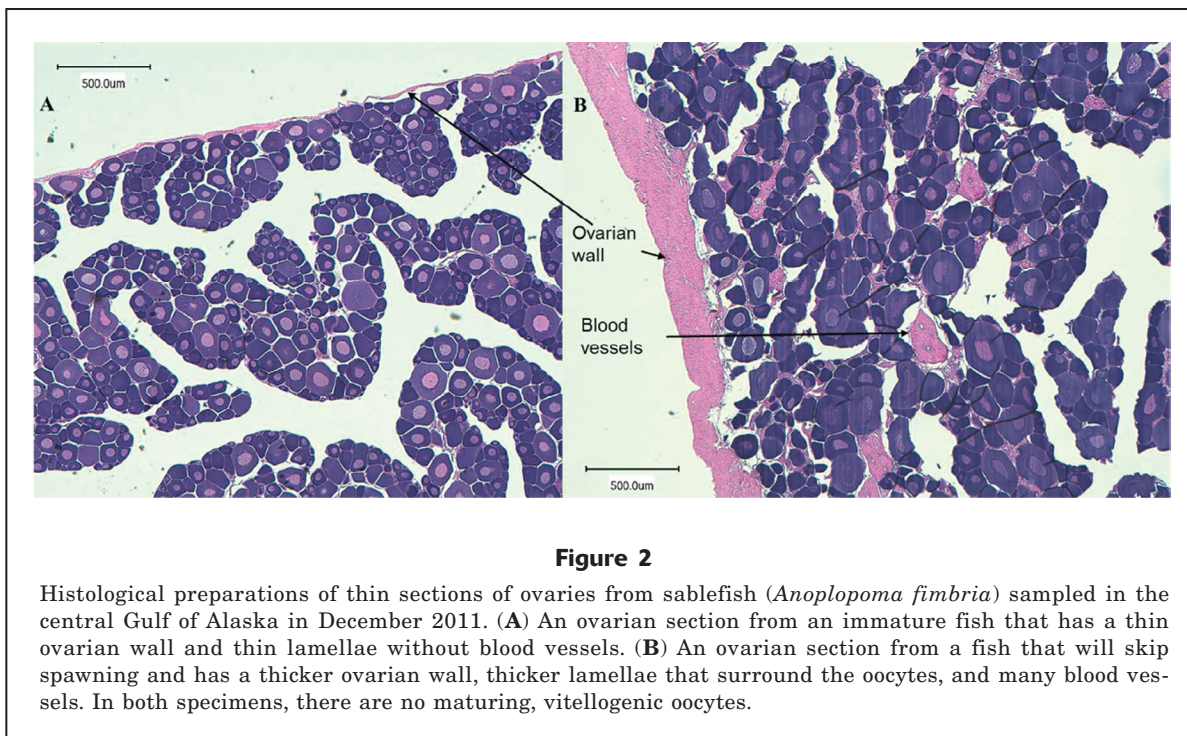 500.0um
A
B
Ovarian
wall
Blood
vessels
500.0um
Figure 2
Histological preparations of thin sections of ovaries from sablefish (Anoplopoma fimbria) sampled in the
central Gulf of Alaska in December 2011. (A) An ovarian section from an immature fish that has a thin
ovarian wall and thin lamellae without blood vessels. (B) An ovarian section from a fish that will skip
spawning and has a thicker ovarian wall, thicker lamellae that surround the oocytes, and many blood ves-
sels. In both specimens, there are no maturing, vitellogenic oocytes.